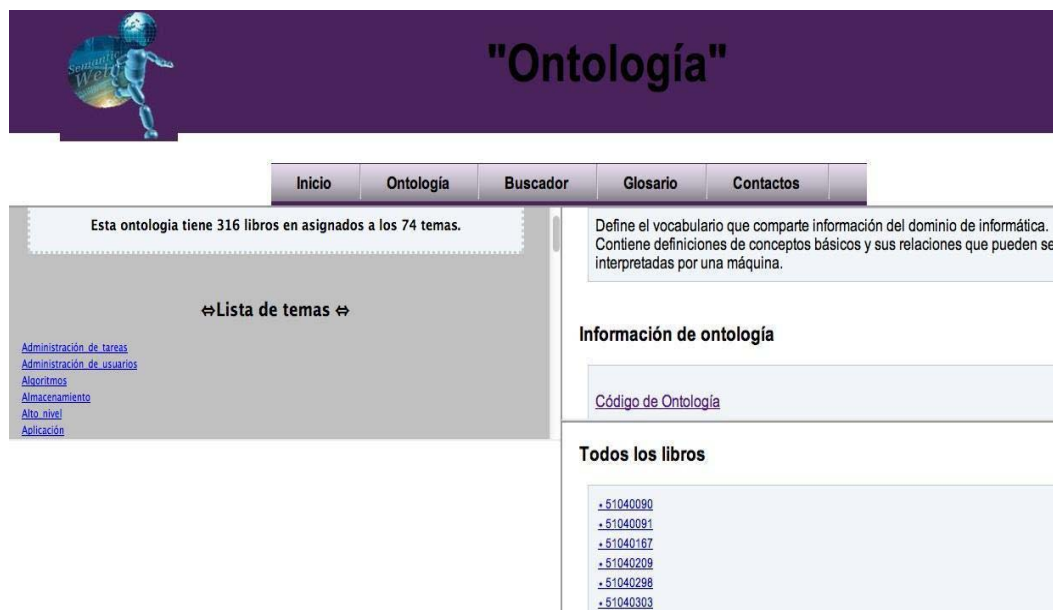 Semantic
Web
"Ontología"
Inicio Ontología Buscador Glosario Contactos
Esta ontologia tiene 316 libros en asignados a los 74 temas.
⇔Lista de temas ⇔
Administración de tareas
Administración de usuarios
Algoritmos
Almacenamiento
Alto nivel
Aplicación
Define el vocabulario que comparte información del dominio de informática.
Contiene definiciones de conceptos básicos y sus relaciones que pueden se
interpretadas por una máquina.
Información de ontología
Código de Ontología
Todos los libros
• 51040090
• 51040091
• 51040167
• 51040209
• 51040298
• 51040303